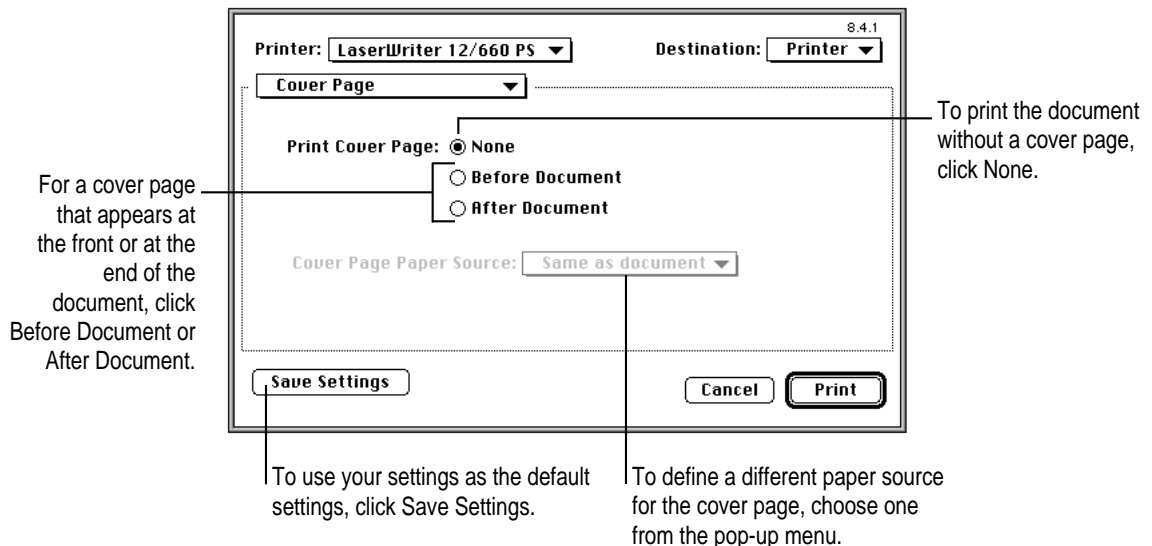 8.4.1
Printer: LaserWriter 12/660 PS
Destination: Printer
Cover Page
Print Cover Page: None
Before Document
After Document
Cover Page Paper Source: Same as document
Save Settings
Cancel
Print
To print the document
without a cover page,
click None.
For a cover page
that appears at
the front or at the
end of the
document, click
Before Document or
After Document.
To use your settings as the default
settings, click Save Settings.
To define a different paper source
for the cover page, choose one
from the pop-up menu.